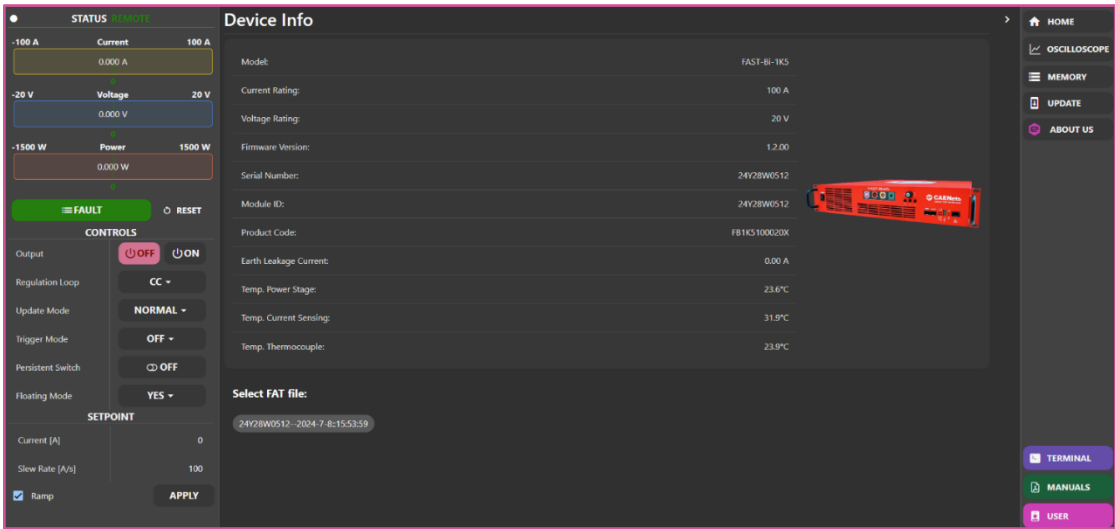 STATUS REMOTE
-100 A Current 100 A
0.000 A
0
-20 V Voltage 20 V
0.000 V
0
-1500 W Power 1500 W
0.000 W
0
FAULT RESET
CONTROLS
Output OFF ON
Regulation Loop CC
Update Mode NORMAL
Trigger Mode OFF
Persistent Switch OFF
Floating Mode YES
SETPOINT
Current [A] 0
Slew Rate [A/s] 100
Ramp APPLY
Device Info
Model: FAST-Bi-1K5
Current Rating: 100 A
Voltage Rating: 20 V
Firmware Version: 1.2.00
Serial Number: 24Y28W0512
Module ID: 24Y28W0512
Product Code: FB1K5100020X
Earth Leakage Current: 0.00 A
Temp. Power Stage: 23.6°C
Temp. Current Sensing: 31.9°C
Temp. Thermocouple: 23.9°C
CAENels
Select FAT file:
24Y28W0512--2024-7-8::15:53:59
HOME
OSCILLOSCOPE
MEMORY
UPDATE
ABOUT US
TERMINAL
MANUALS
USER